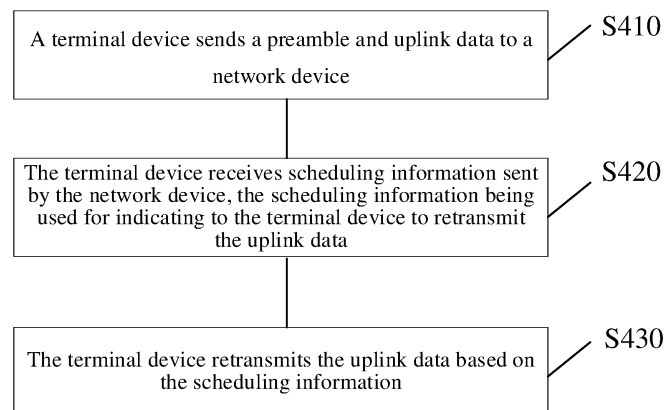 A terminal device sends a preamble and uplink data to a
network device
S410
The terminal device receives scheduling information sent
by the network device, the scheduling information being
used for indicating to the terminal device to retransmit
the uplink data
S420
The terminal device retransmits the uplink data based on
the scheduling information
S430